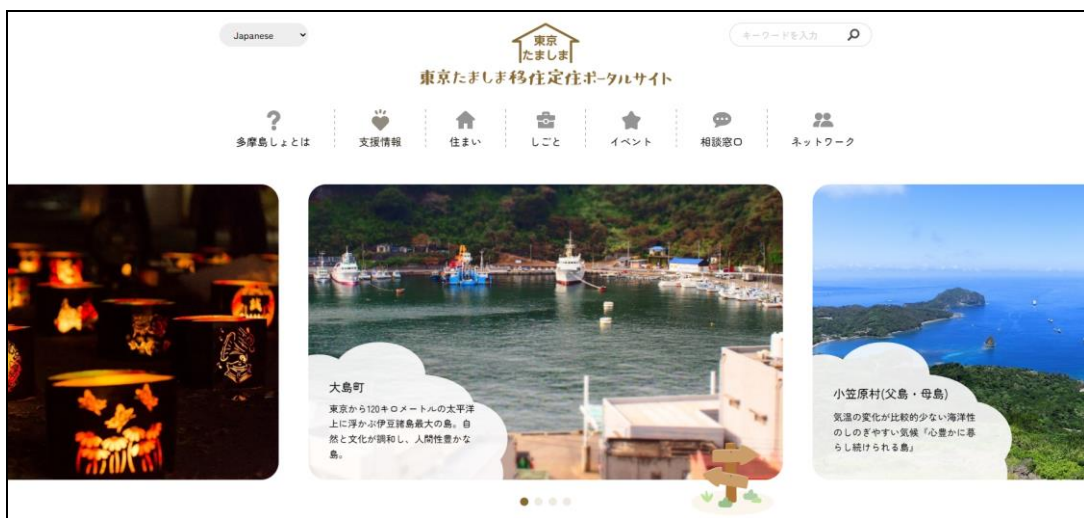 Japanese
東京
たましま
キーワードを入力
東京たましま移住定住ポータルサイト
多摩島しょとは
支援情報
住まい
しごと
イベント
相談窓口
ネットワーク
大島町
東京から120キロメートルの太平洋
上に浮かぶ伊豆諸島最大の島。自
然と文化が調和し、人間性豊かな
島。
小笠原村(父島・母島)
気温の変化が比較的少ない海洋性
のしのぎやすい気候『心豊かに暮
らし続けられる島』